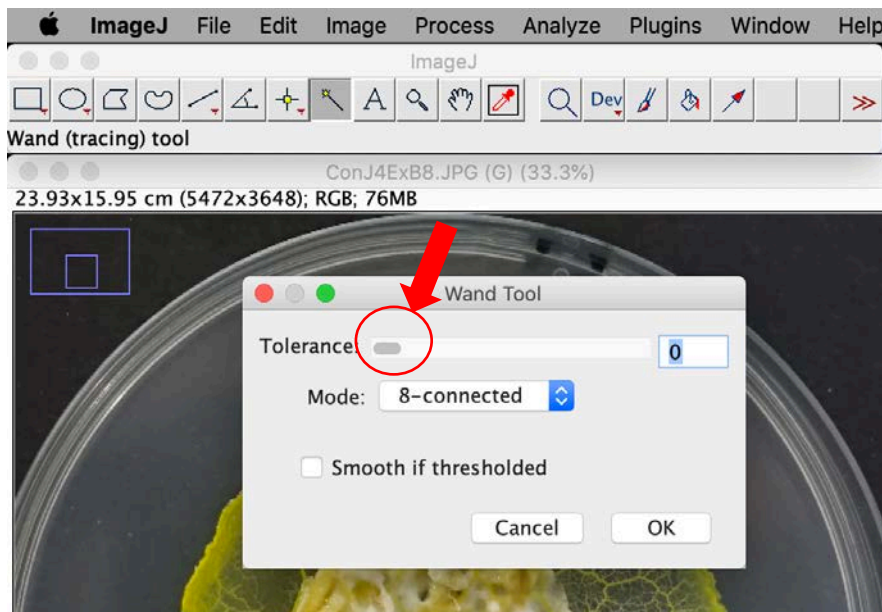 ImageJ File Edit Image Process Analyze Plugins Window Help
ImageJ
A Dev >>
Wand (tracing) tool
ConJ4ExB8.JPG (G) (33.3%)
23.93x15.95 cm (5472x3648); RGB; 76MB
Wand Tool
Tolerance: 0
Mode: 8-connected
Smooth if thresholded
Cancel OK